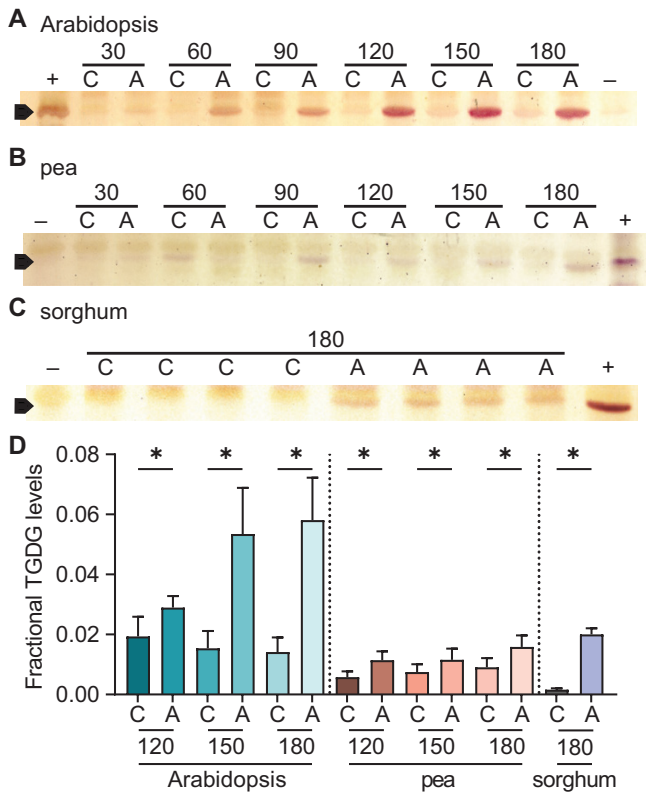 A Arabidopsis
30 60 90 120 150 180
+ C A C A C A C A C A C A –
B pea
30 60 90 120 150 180
– C A C A C A C A C A C A +
C sorghum
180
– C C C C A A A A +
D
* * * * * * *
Fractional TGDG levels
0.08
0.06
0.04
0.02
0.00
C A C A C A C A C A C A C A
120 150 180 120 150 180 180
Arabidopsis pea sorghum